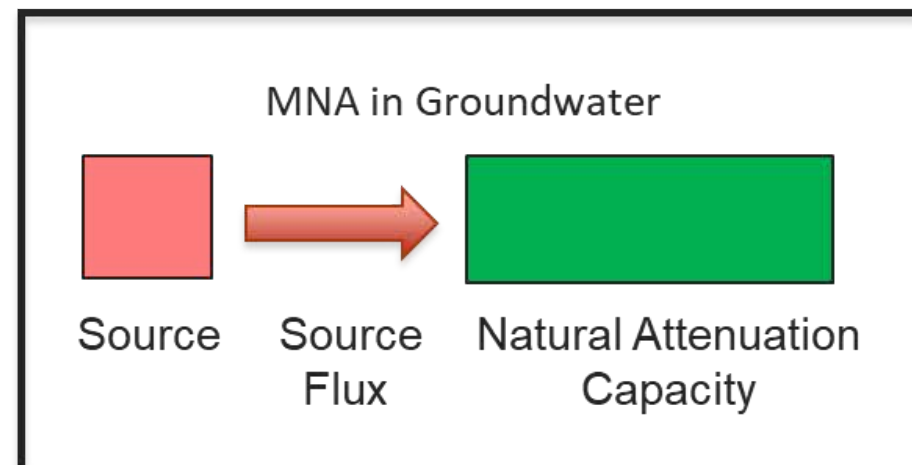 MNA in Groundwater
Source
Source
Flux
Natural Attenuation
Capacity